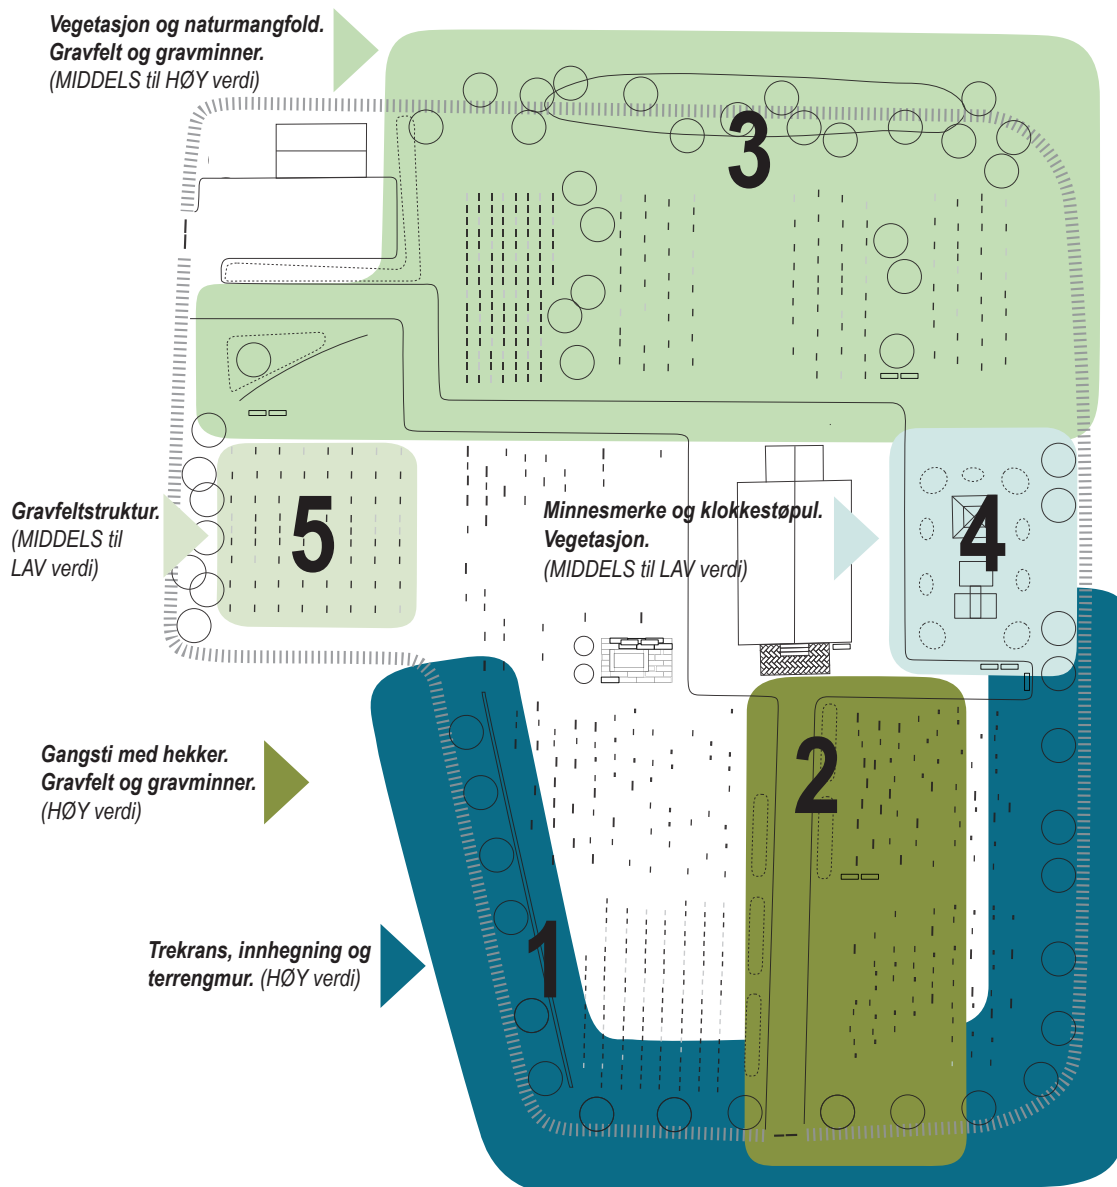 Vegetasjon og naturmangfold.
Gravfelt og gravminner.
(MIDDELS til HØY verdi)
3
Gravfeltstruktur.
(MIDDELS til
LAV verdi)
5
Minnesmerke og klokkestøpul.
Vegetasjon.
(MIDDELS til LAV verdi)
4
Gangsti med hekker.
Gravfelt og gravminner.
(HØY verdi)
2
Trekrans, innhegning og
terrengmur. (HØY verdi)
1